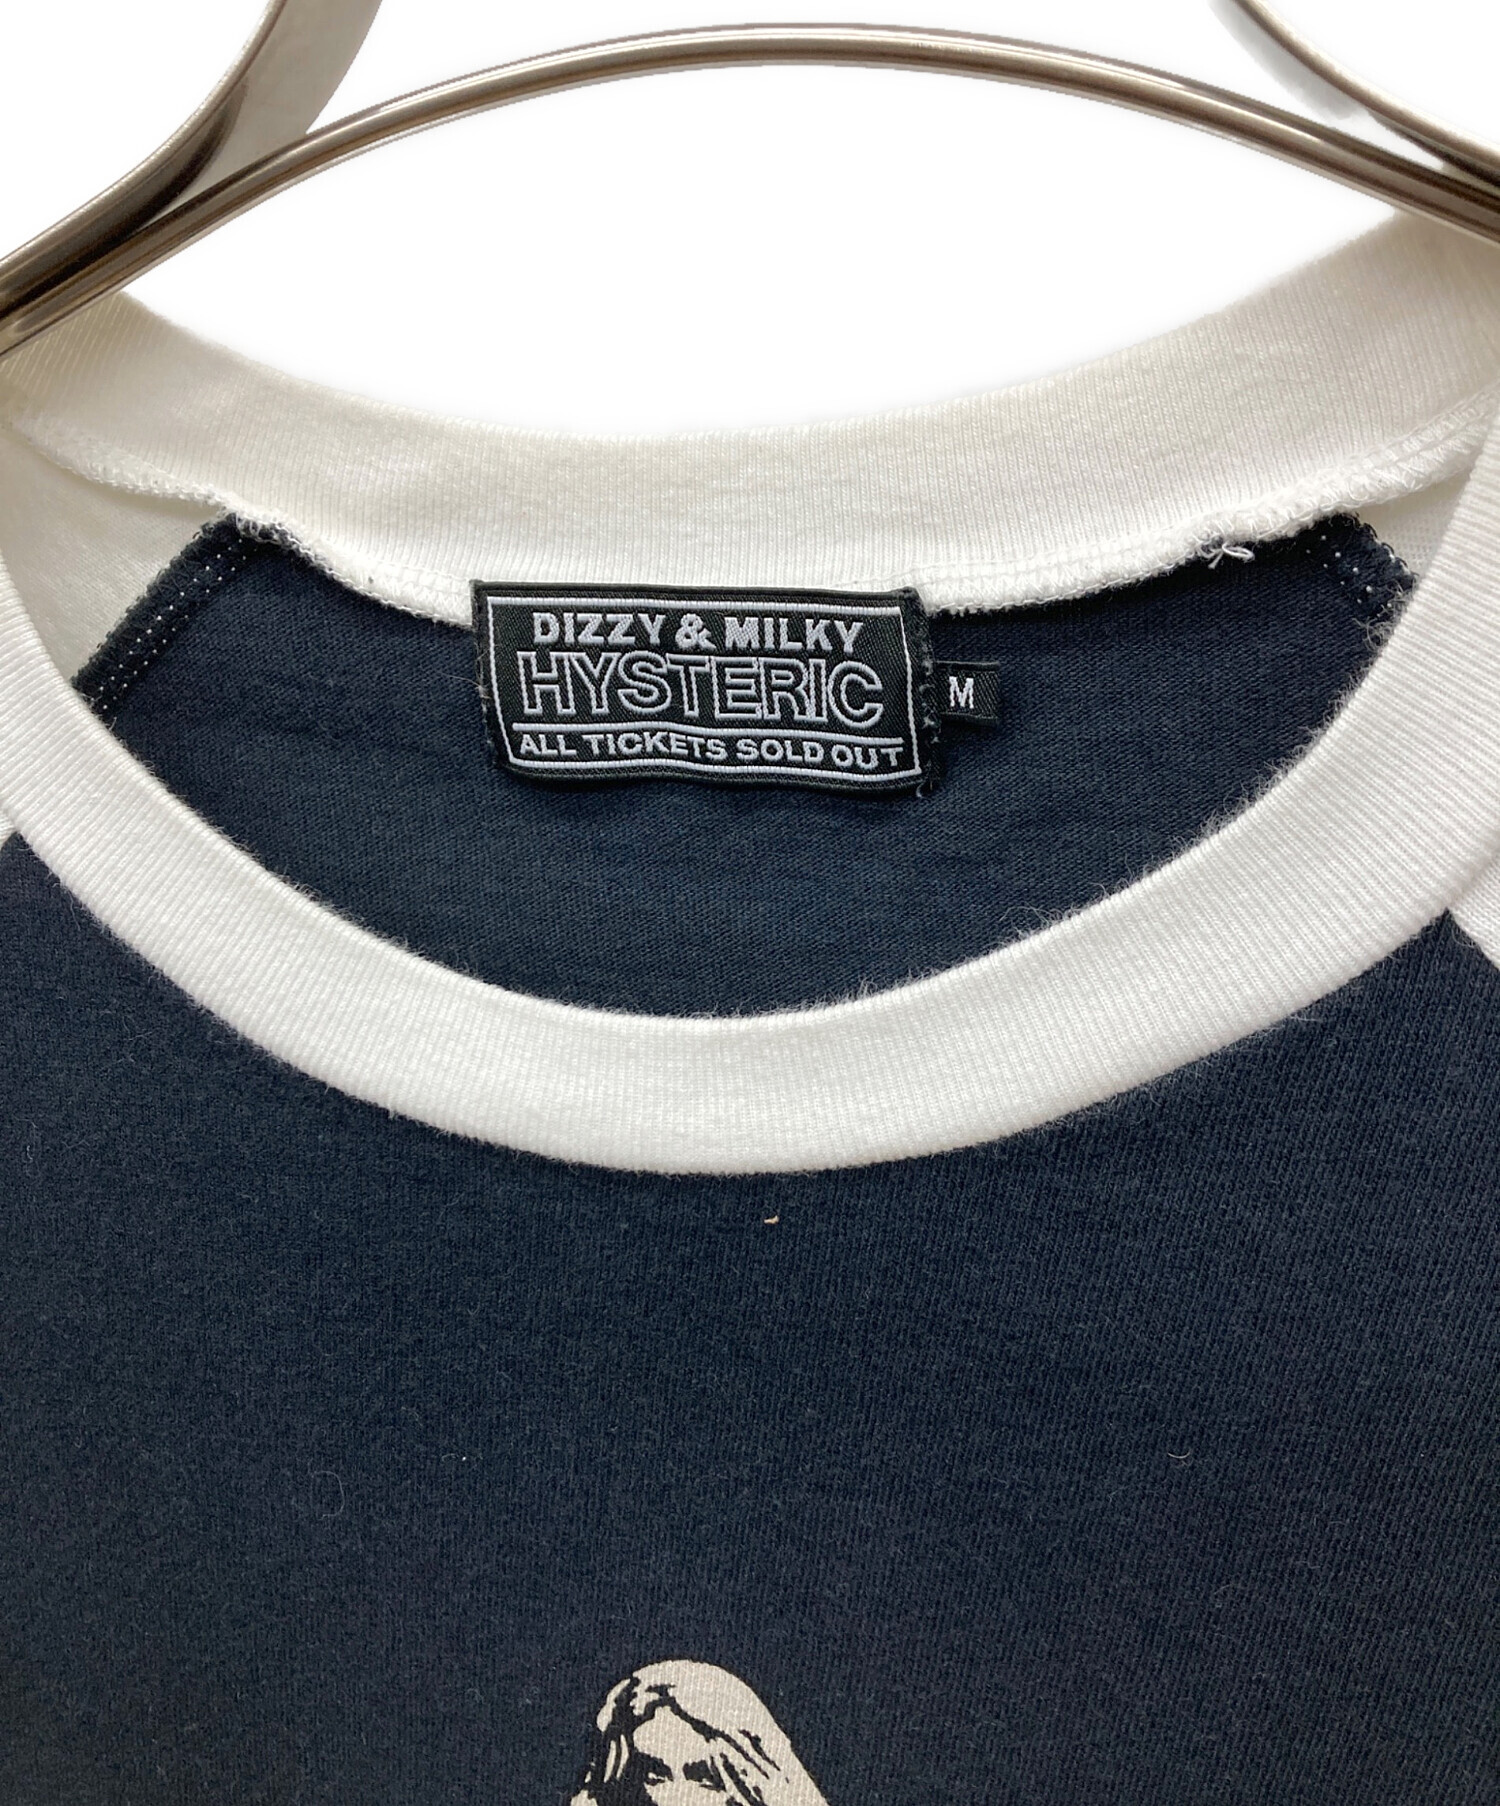 DIZZY & MILKY
HYSTERIC
ALL TICKETS SOLD OUT
M